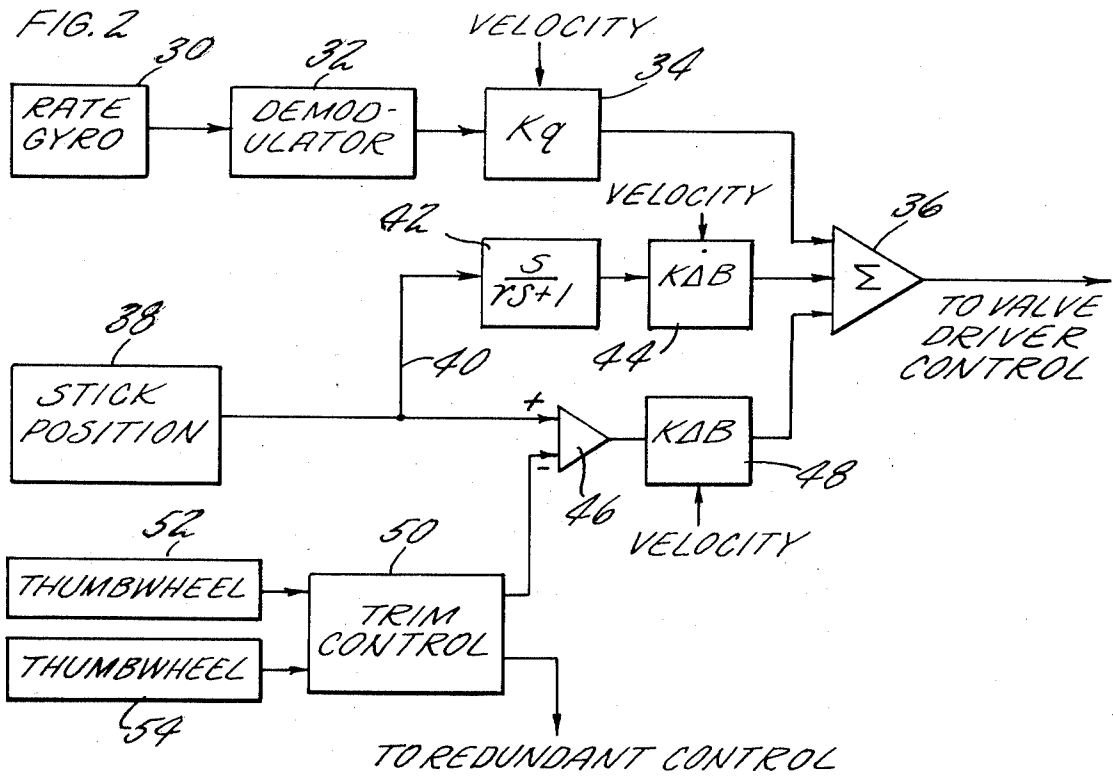 FIG. 2
VELOCITY
30
32
34
RATE
GYRO
DEMOD-
ULATOR
Kq
VELOCITY
36
42
S
τS+1
KΔḂ
Σ
44
TO VALVE
DRIVER
CONTROL
38
40
STICK
POSITION
+
-
46
KΔB
48
VELOCITY
52
50
THUMBWHEEL
TRIM
CONTROL
THUMBWHEEL
54
TO REDUNDANT CONTROL